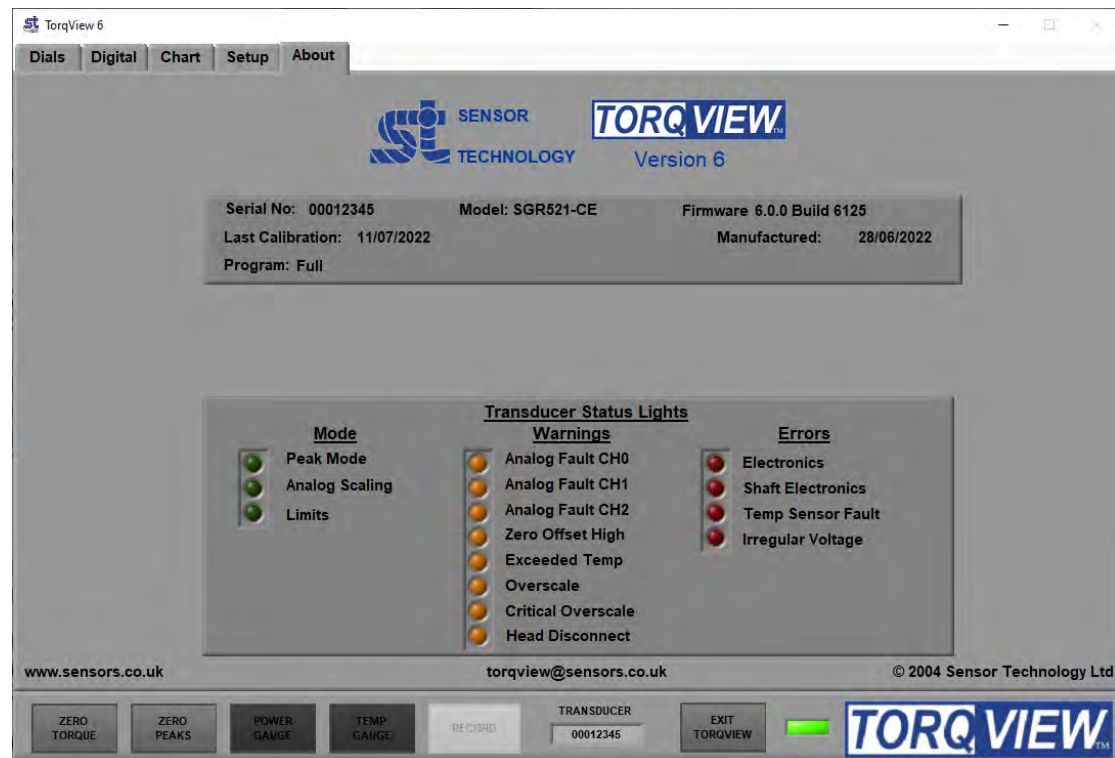 TorqView 6
Dials Digital Chart Setup About
st SENSOR TECHNOLOGY
TORQVIEW TM
Version 6
Serial No: 00012345 Model: SGR521-CE Firmware 6.0.0 Build 6125
Last Calibration: 11/07/2022 Manufactured: 28/06/2022
Program: Full
Transducer Status Lights
Mode
Peak Mode
Analog Scaling
Limits
Warnings
Analog Fault CH0
Analog Fault CH1
Analog Fault CH2
Zero Offset High
Exceeded Temp
Overscale
Critical Overscale
Head Disconnect
Errors
Electronics
Shaft Electronics
Temp Sensor Fault
Irregular Voltage
www.sensors.co.uk torqview@sensors.co.uk © 2004 Sensor Technology Ltd
ZERO TORQUE
ZERO PEAKS
POWER GAUGE
TEMP GAUGE
RECORD
TRANSDUCER
00012345
EXIT TORQVIEW
TORQVIEW TM